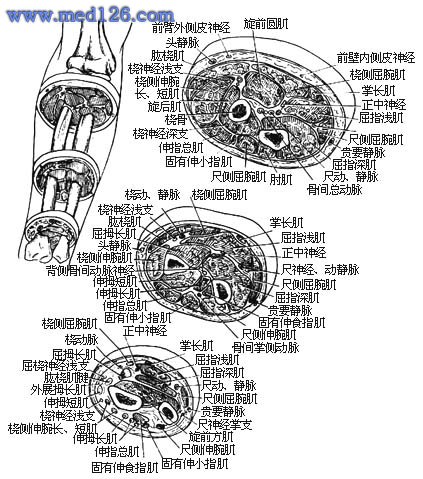 www.med126.com
前臂外侧皮神经
旋前圆肌
头静脉
肱桡肌
桡神经浅支
桡侧伸腕
长、短肌
旋后肌
桡骨
桡神经深支
伸指总肌
固有伸小指肌
尺侧伸腕肌
肘肌
前壁内侧皮神经
桡侧屈腕肌
掌长肌
正中神经
屈指浅肌
尺侧屈腕肌
贵要静脉
屈指深肌
尺动、静脉
骨间总动脉
桡动、静脉
桡侧屈腕肌
桡神经浅支
肱桡肌
屈拇长肌
头静脉
桡侧伸腕肌
背侧骨间动脉神经
伸拇短肌
伸拇长肌
伸指总肌
掌长肌
屈指浅肌
正中神经
尺神经、动静脉
尺侧屈腕肌
屈指深肌
贵要静脉
固有伸食指肌
尺侧伸腕肌
骨间掌侧动脉
桡侧屈腕肌
正中神经
桡动脉
掌长肌
屈拇长肌
屈桡神经浅支
肱桡肌腱
外展拇长肌
伸拇短肌
桡神经浅支
桡侧伸腕长、短肌
伸拇长肌
伸指总肌
固有伸食指肌
屈指浅肌
屈指深肌
尺动、静脉
尺侧屈腕肌
贵要静脉
尺神经掌支
旋前方肌
尺侧伸腕肌
固有伸小指肌